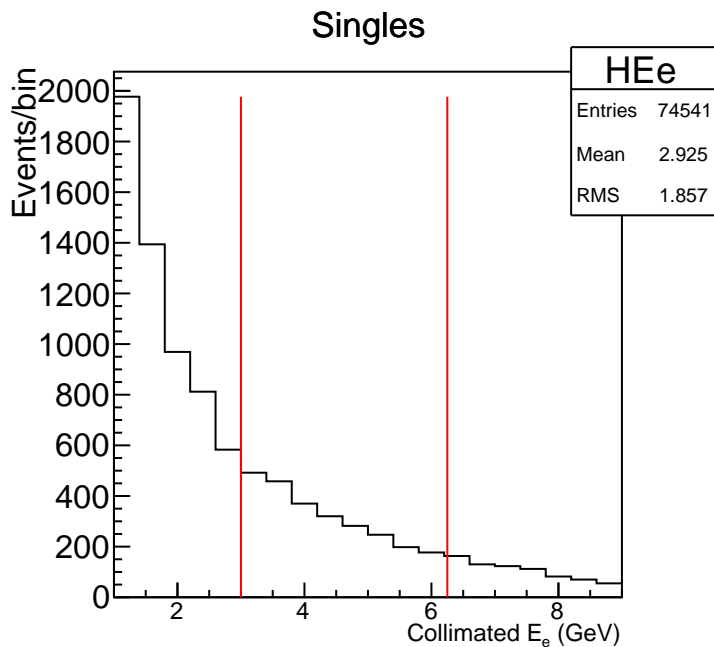 Singles
HEe
Entries 74541
Mean 2.925
RMS 1.857
Events/bin
2000
1800
1600
1400
1200
1000
800
600
400
200
0
2 4 6 8
Collimated E_e (GeV)